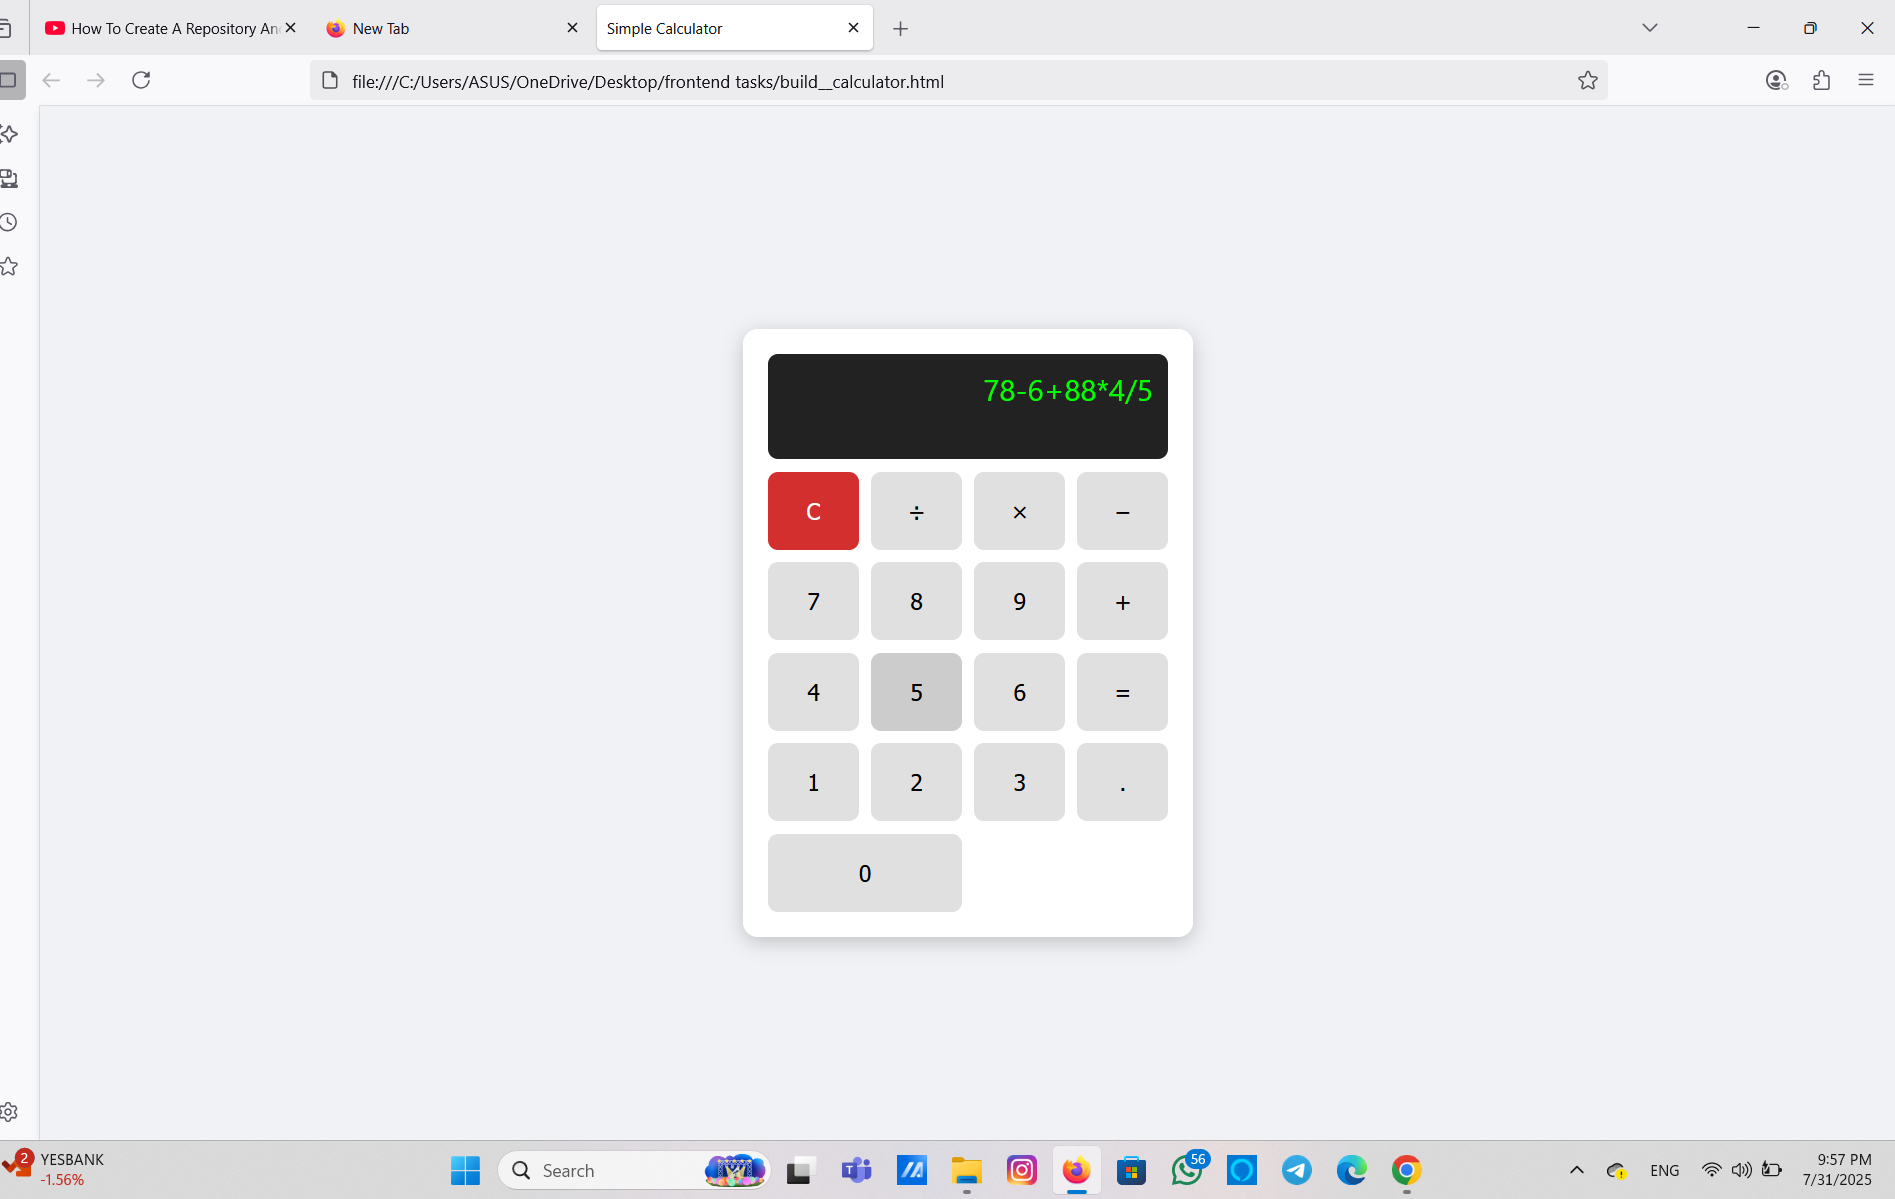 How To Create A Repository An
New Tab
Simple Calculator
file:///C:/Users/ASUS/OneDrive/Desktop/frontend tasks/build__calculator.html
78-6+88*4/5
C ÷ × −
7 8 9 +
4 5 6 =
1 2 3 .
0
2
YESBANK
-1.56%
Search
T
56
ENG
9:57 PM
7/31/2025